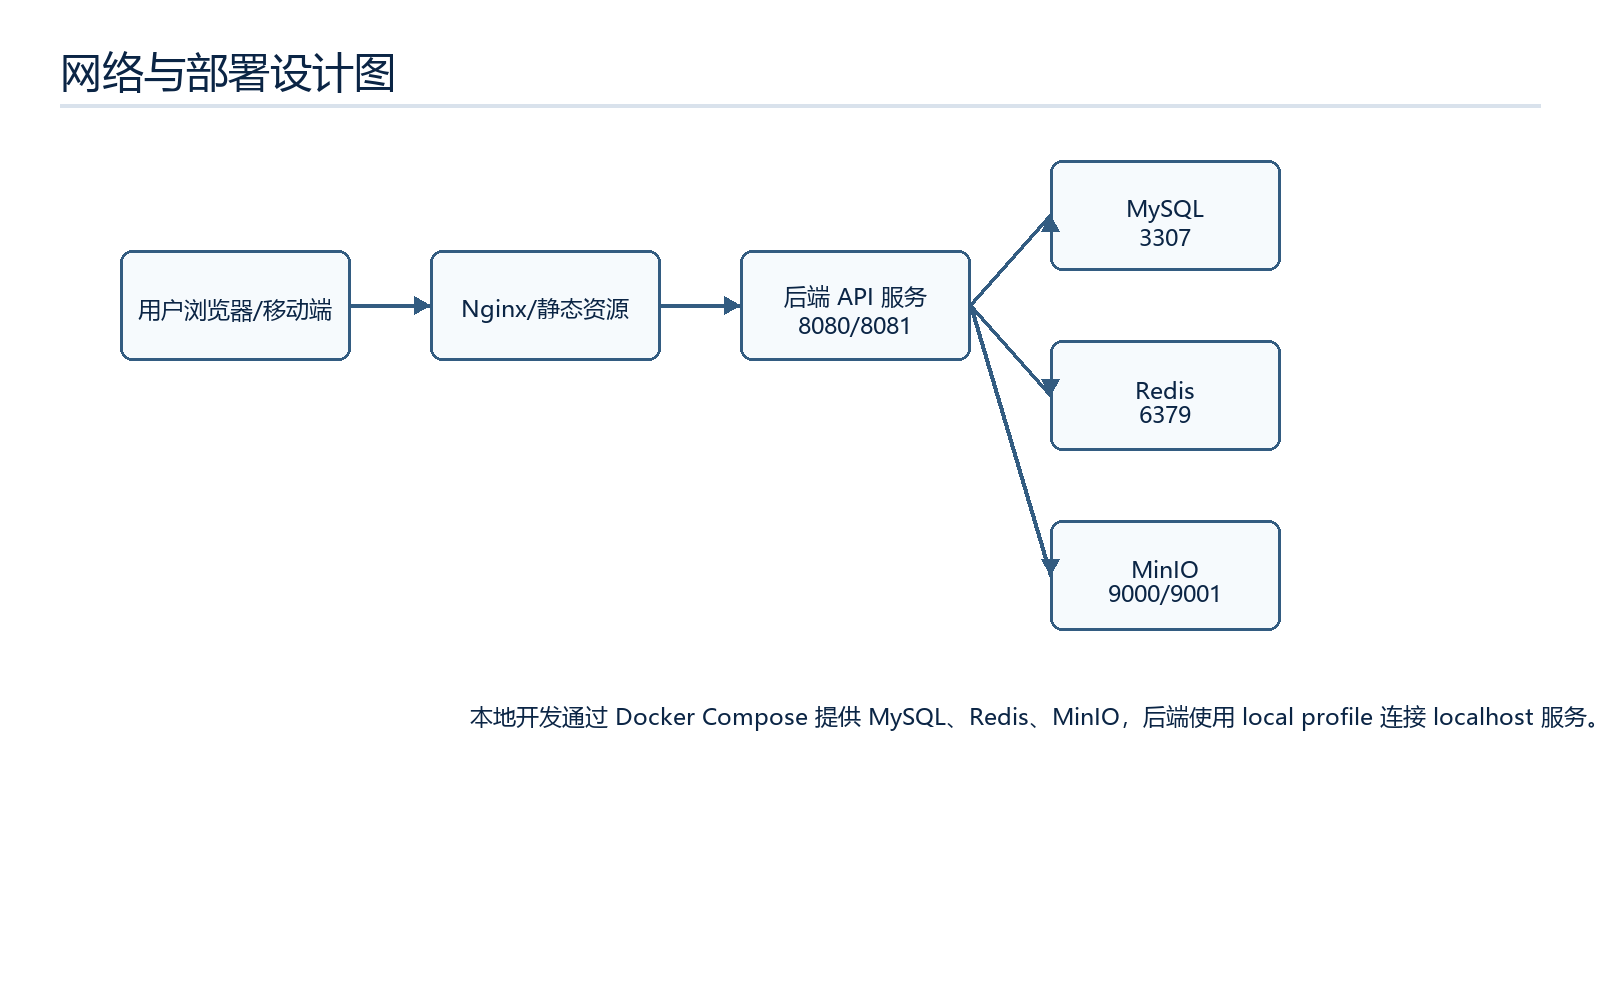 网络与部署设计图
用户浏览器/移动端
Nginx/静态资源
后端 API 服务
8080/8081
MySQL
3307
Redis
6379
MinIO
9000/9001
本地开发通过 Docker Compose 提供 MySQL、Redis、MinIO，后端使用 local profile 连接 localhost 服务。